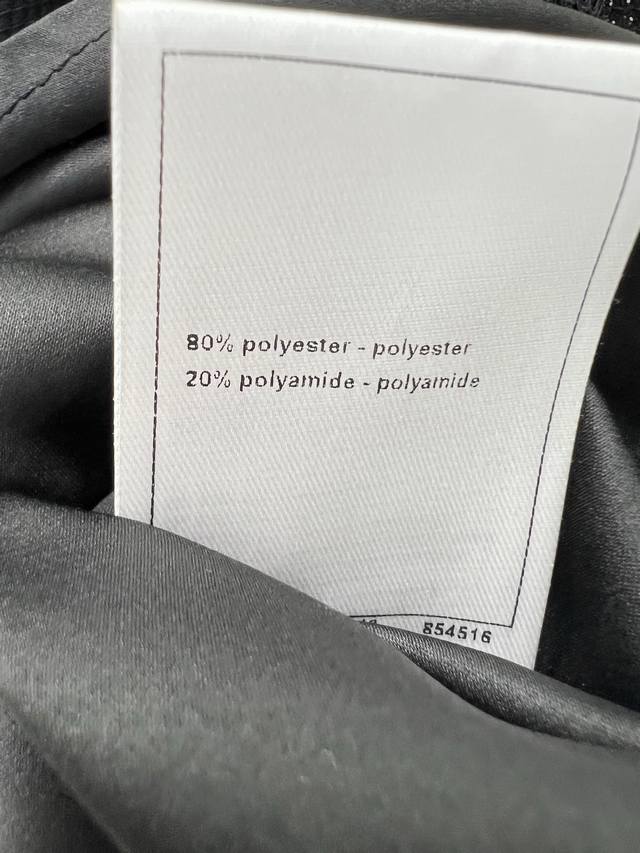 80% polyester - polyester
20% polyamide - polyamide
854516